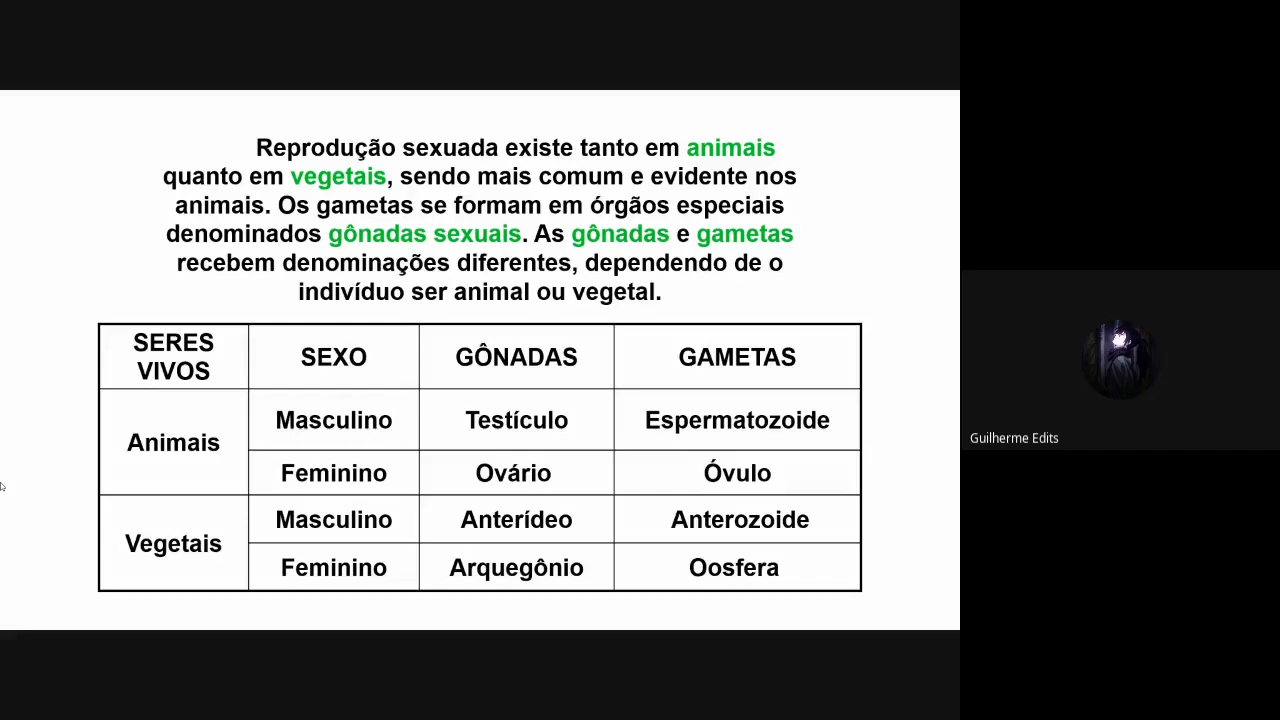 Reprodução sexuada existe tanto em animais
quanto em vegetais, sendo mais comum e evidente nos
animais. Os gametas se formam em órgãos especiais
denominados gônadas sexuais. As gônadas e gametas
recebem denominações diferentes, dependendo de o
indivíduo ser animal ou vegetal.
SERES
VIVOS
SEXO
GÔNADAS
GAMETAS
Animais
Masculino
Testículo
Espermatozoide
Feminino
Ovário
Óvulo
Vegetais
Masculino
Anterídeo
Anterozoide
Feminino
Arquegônio
Oosfera
Guilherme Edits